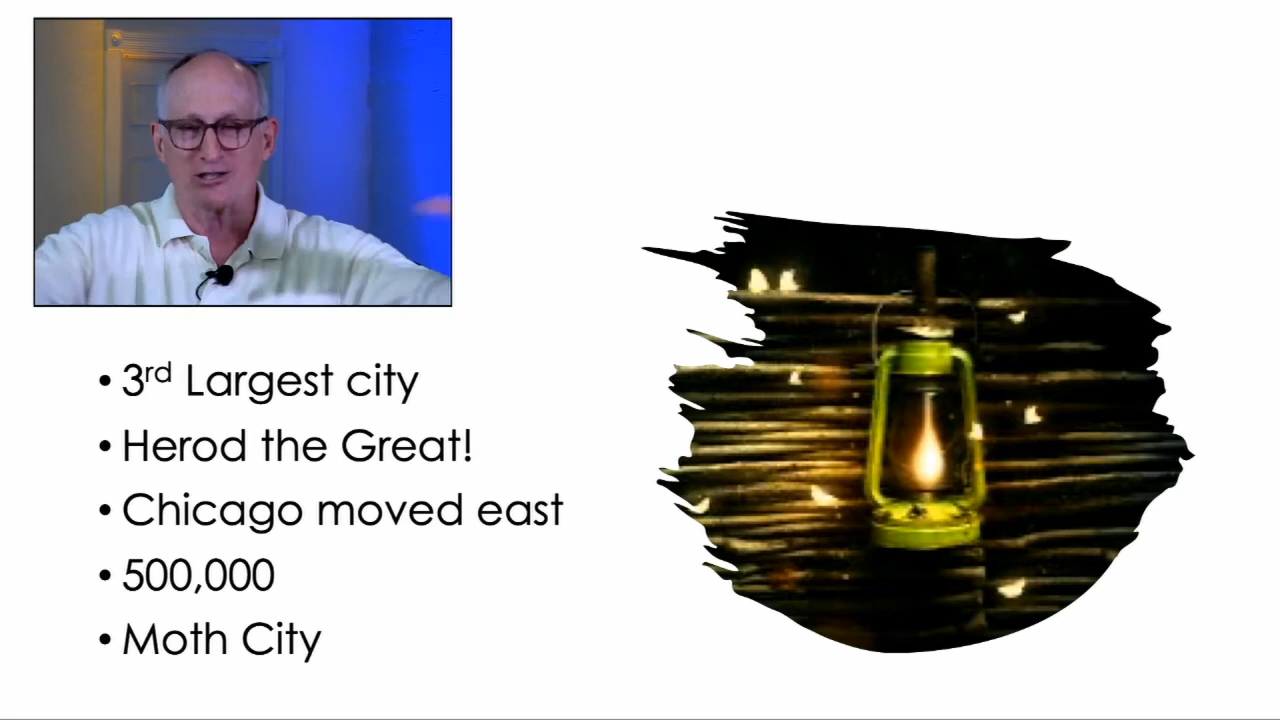 • 3rd Largest city
• Herod the Great!
• Chicago moved east
• 500,000
• Moth City